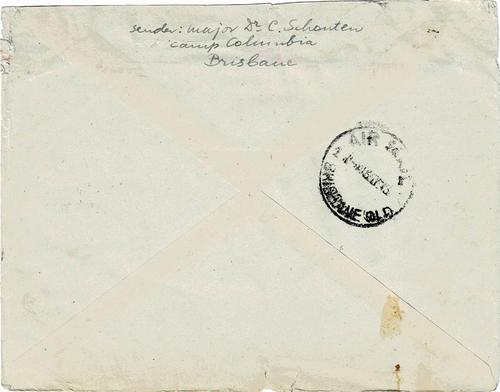 sender: major Dr C. Schouten
camp Columbia
Brisbane
AIR MAIL
BRISBANE QLD